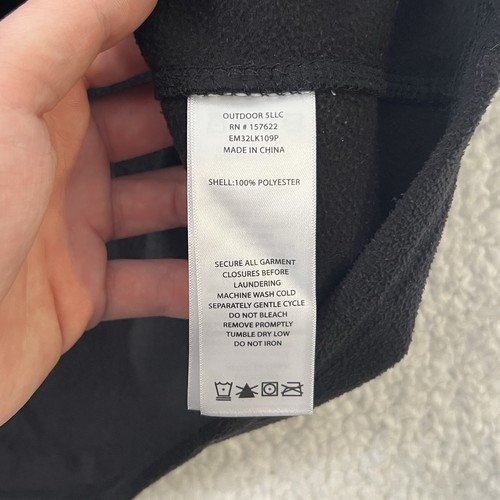 OUTDOOR 5LLC
RN # 157622
EM32LK109P
MADE IN CHINA
SHELL:100% POLYESTER
SECURE ALL GARMENT
CLOSURES BEFORE
LAUNDERING
MACHINE WASH COLD
SEPARATELY GENTLE CYCLE
DO NOT BLEACH
REMOVE PROMPTLY
TUMBLE DRY LOW
DO NOT IRON